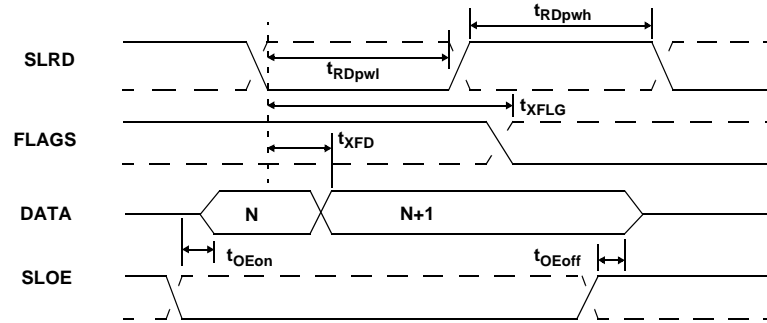 SLRD
tRDpwl
tRDpwh
tXFLG
FLAGS
tXFD
DATA
N
N+1
tOEon
tOEoff
SLOE